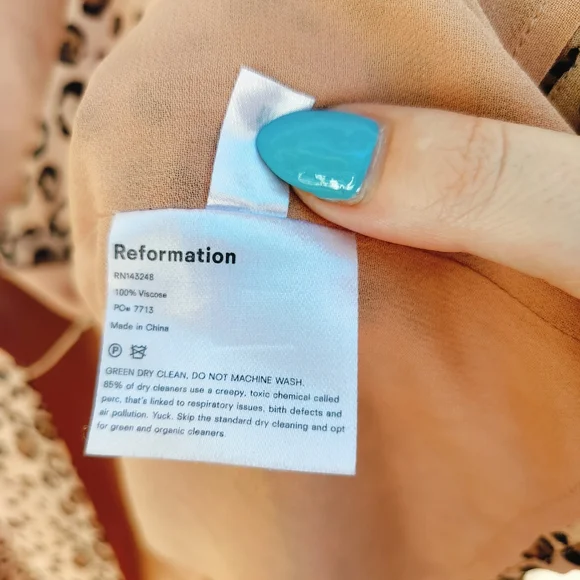 Reformation
RN143248
100% Viscose
PO# 7713
Made in China
P
GREEN DRY CLEAN, DO NOT MACHINE WASH.
85% of dry cleaners use a creepy, toxic chemical called
perc, that's linked to respiratory issues, birth defects and
air pollution. Yuck. Skip the standard dry cleaning and opt
for green and organic cleaners.